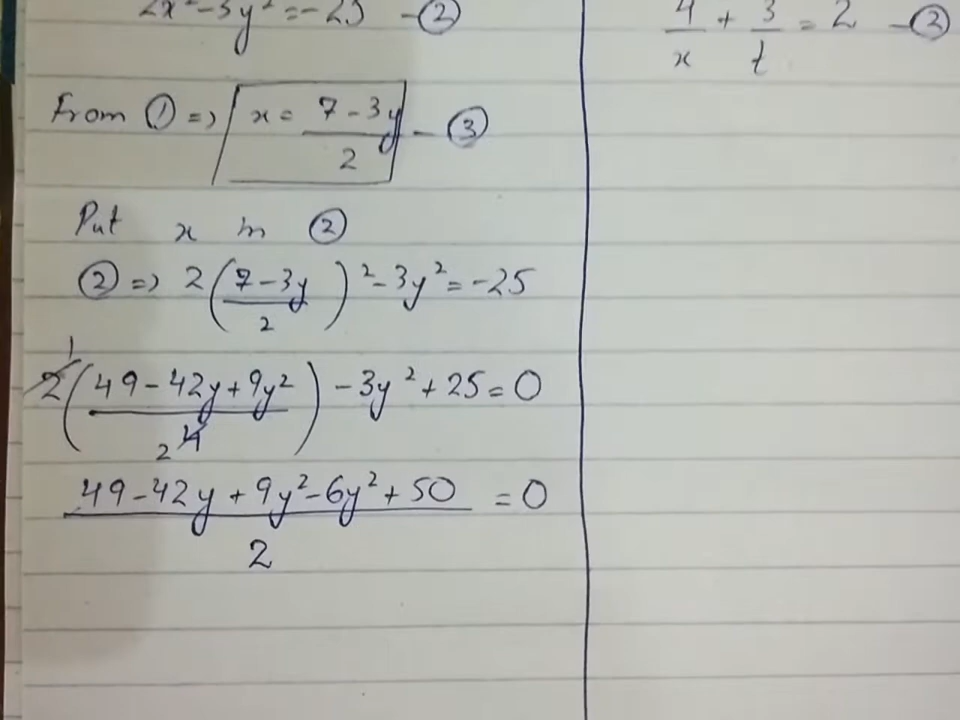 2x² - 3y² = -25 - ②
From ① => x = (7 - 3y)/2 - ③
Put x in ②
② => 2((7 - 3y)/2)² - 3y² = -25
1
2((49 - 42y + 9y²)/4) - 3y² + 25 = 0
2
(49 - 42y + 9y² - 6y² + 50)/2 = 0
4/x + 3/t = 2 - ②